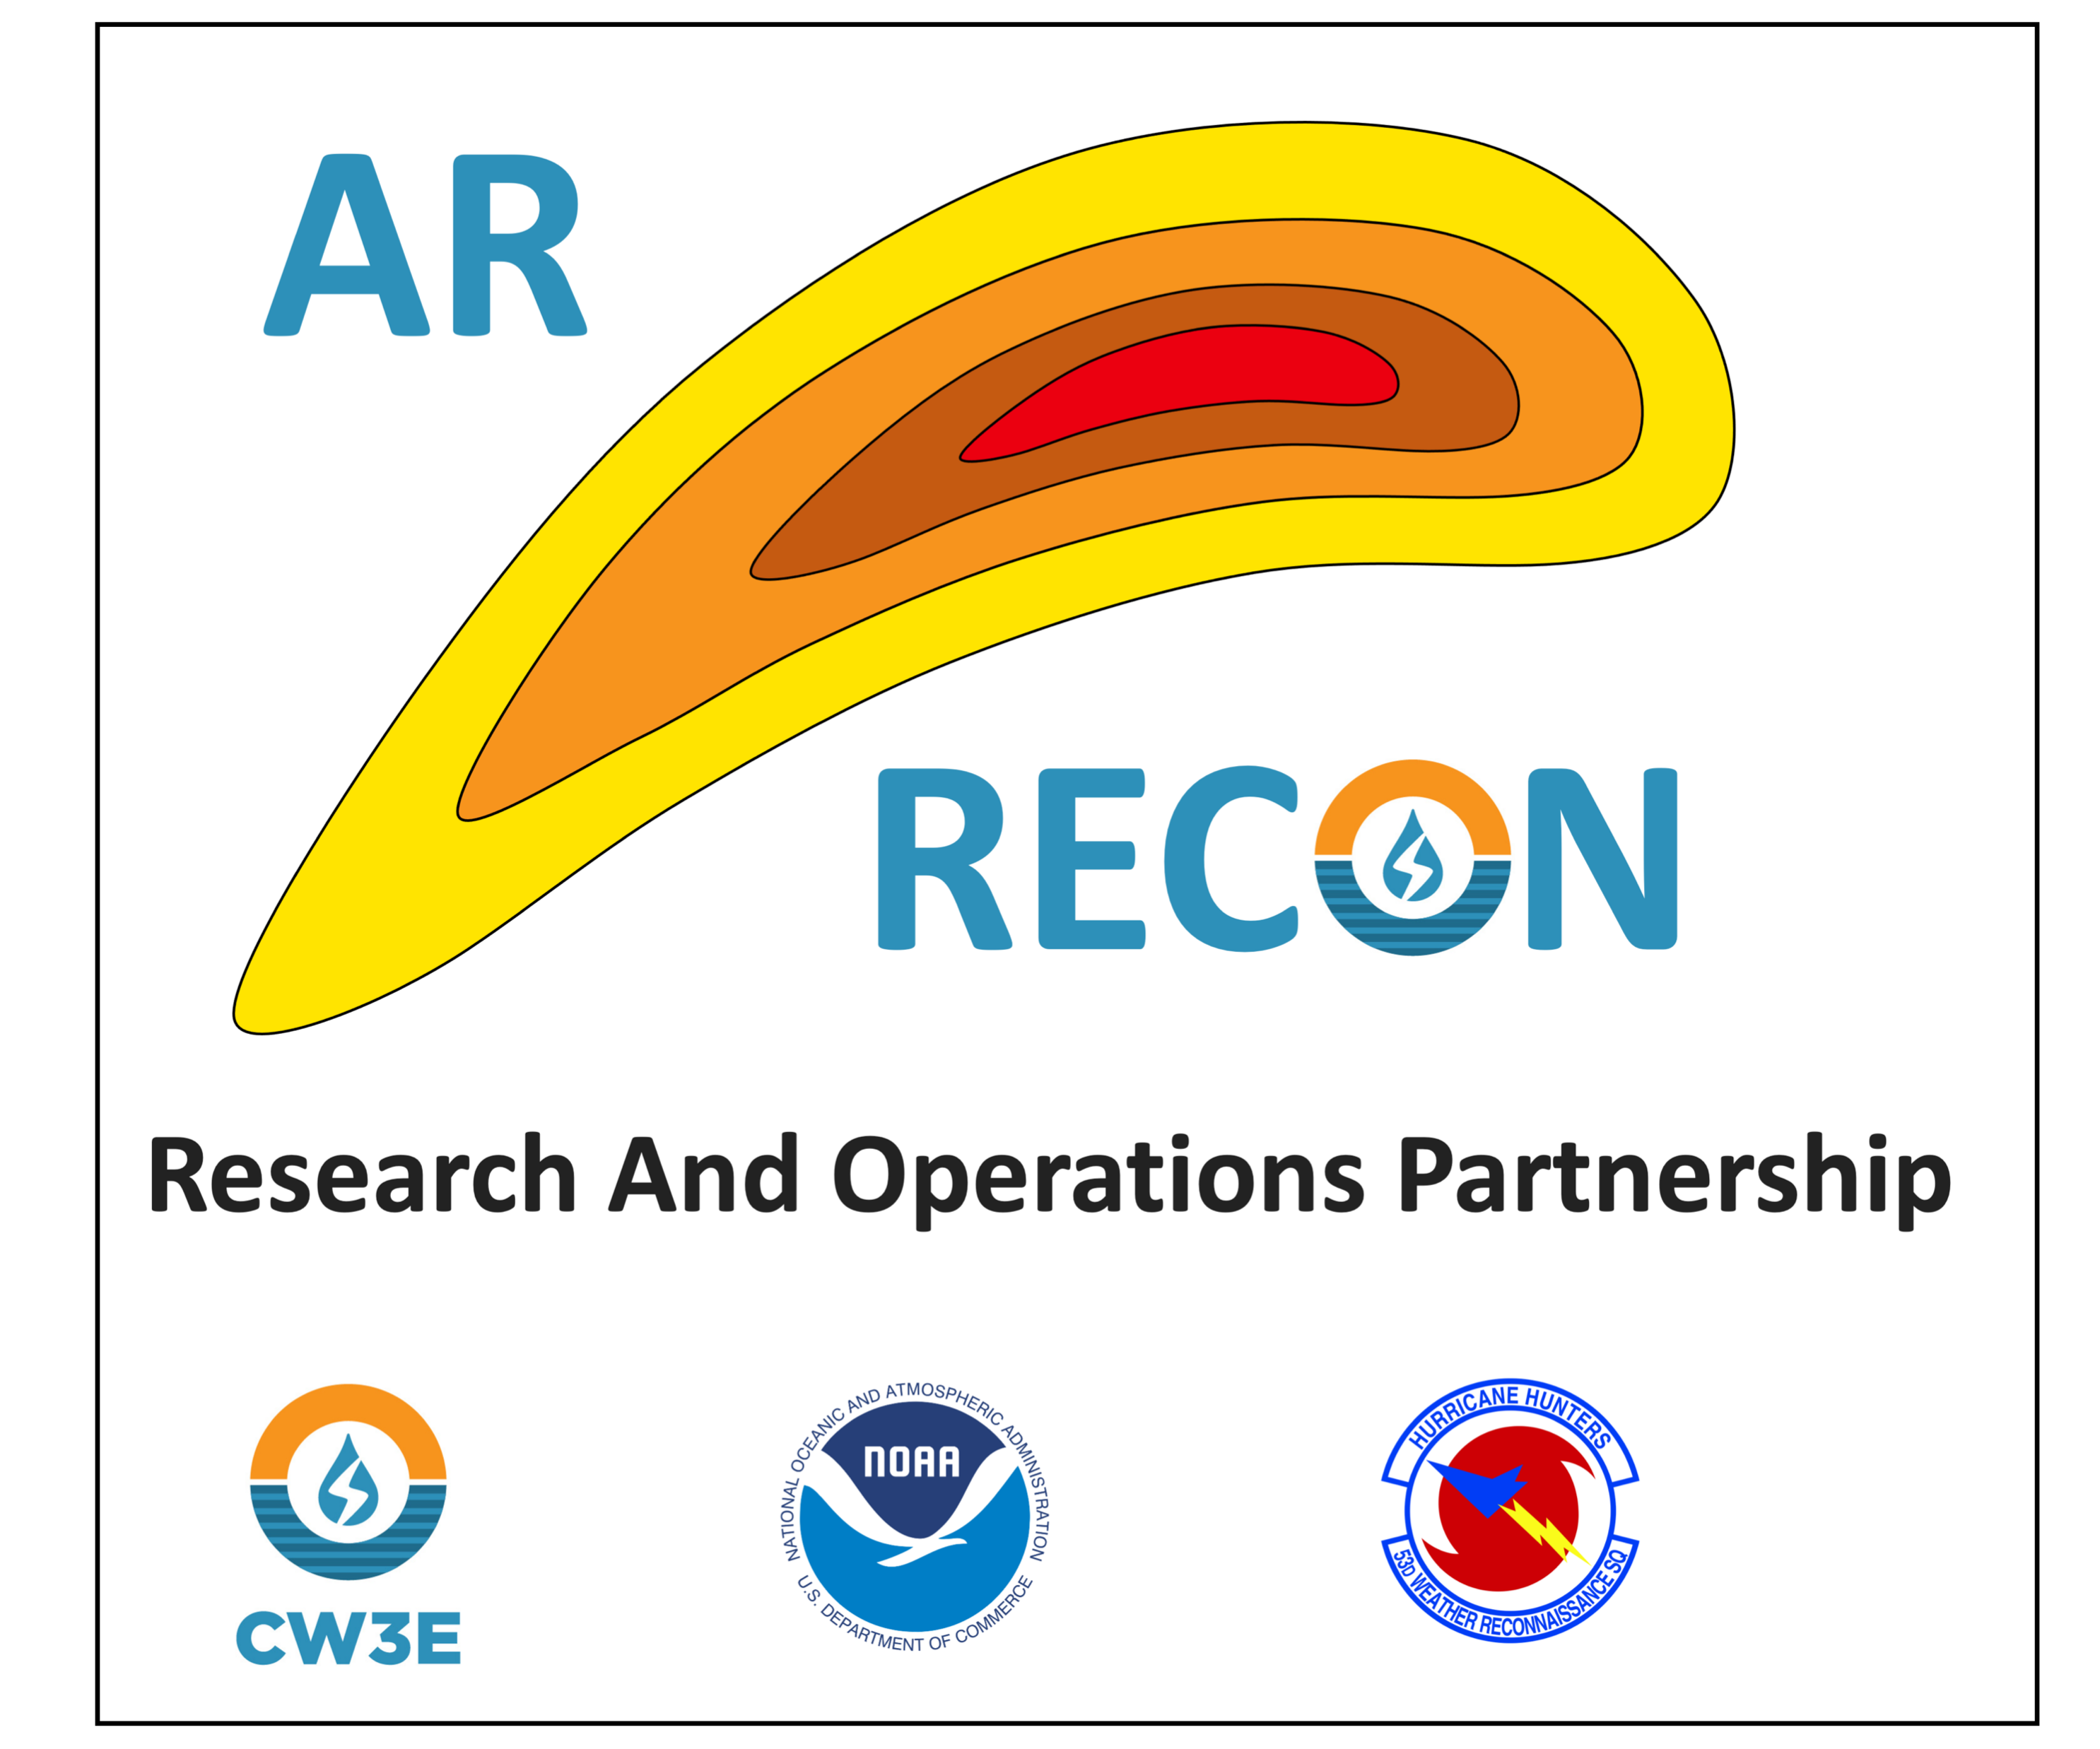 AR
RECON
Research And Operations Partnership
CW3E
NATIONAL OCEANIC AND ATMOSPHERIC ADMINISTRATION
NOAA
U.S. DEPARTMENT OF COMMERCE
HURRICANE HUNTERS
53D WEATHER RECONNAISSANCE SQ